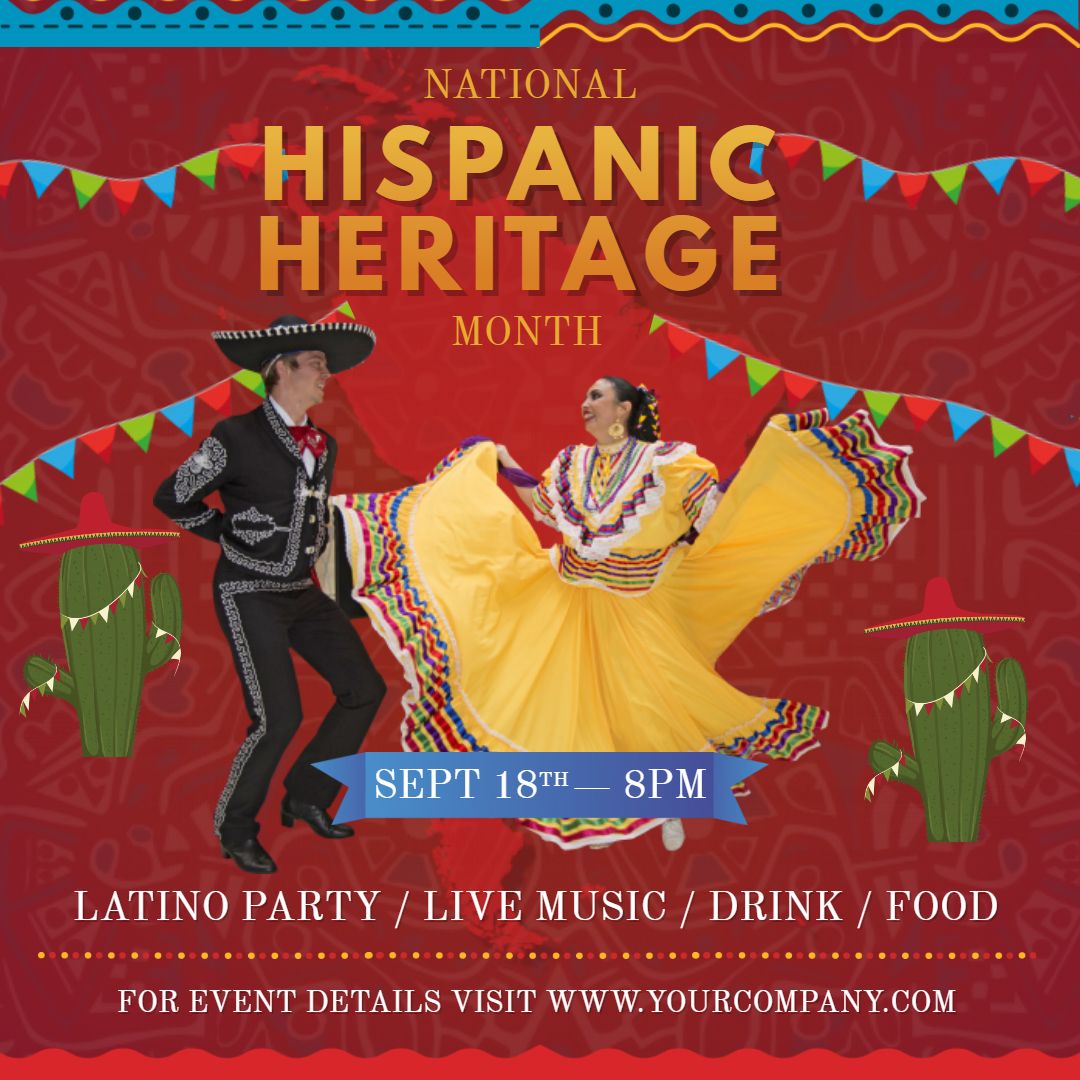 NATIONAL
HISPANIC
HERITAGE
MONTH
SEPT 18TH — 8PM
LATINO PARTY / LIVE MUSIC / DRINK / FOOD
FOR EVENT DETAILS VISIT WWW.YOURCOMPANY.COM